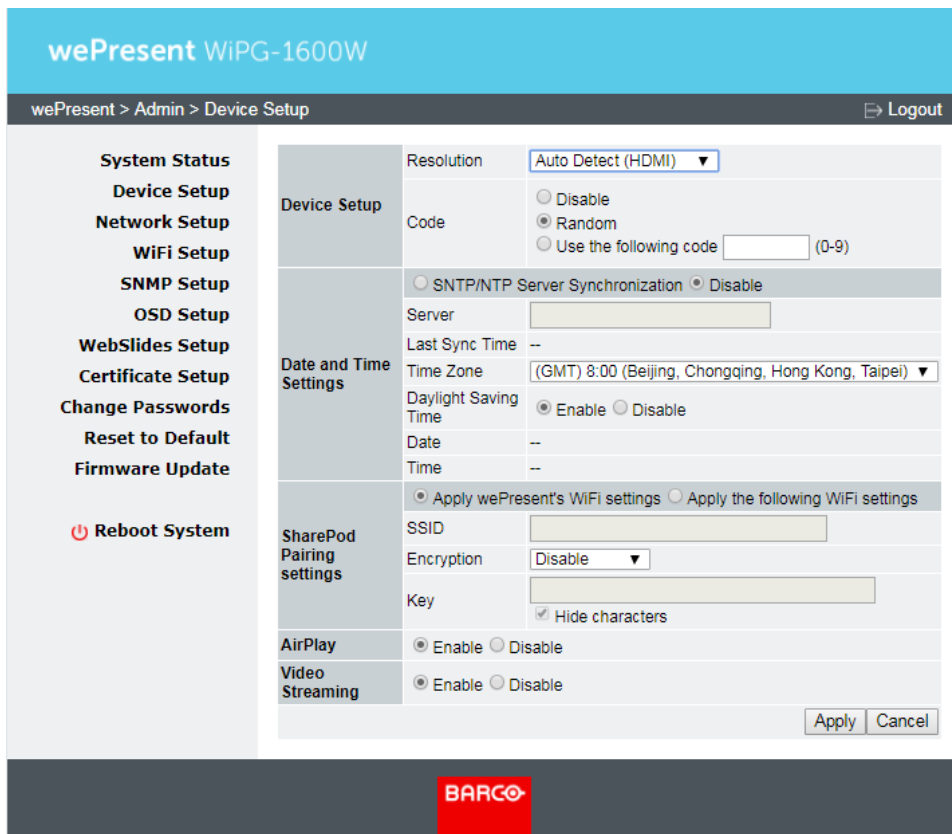 wePresent WiPG-1600W
wePresent > Admin > Device Setup
Logout
System Status
Device Setup
Network Setup
WiFi Setup
SNMP Setup
OSD Setup
WebSlides Setup
Certificate Setup
Change Passwords
Reset to Default
Firmware Update
Reboot System
Device Setup
Resolution
Auto Detect (HDMI)
Code
Disable
Random
Use the following code (0-9)
Date and Time
Settings
SNTP/NTP Server Synchronization Disable
Server
Last Sync Time --
Time Zone (GMT) 8:00 (Beijing, Chongqing, Hong Kong, Taipei)
Daylight Saving
Time
Enable Disable
Date --
Time --
SharePod
Pairing
settings
Apply wePresent's WiFi settings Apply the following WiFi settings
SSID
Encryption Disable
Key
Hide characters
AirPlay Enable Disable
Video
Streaming
Enable Disable
Apply Cancel
BARCO